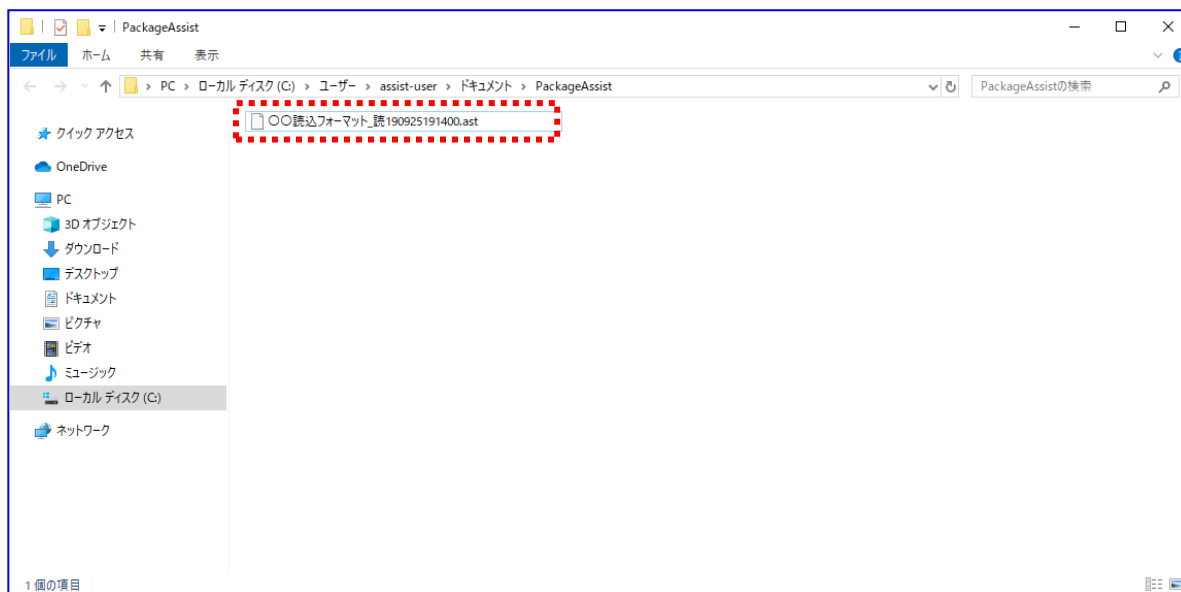 PackageAssist
ファイル ホーム 共有 表示
PC › ローカル ディスク (C:) › ユーザー › assist-user › ドキュメント › PackageAssist
PackageAssistの検索
〇〇読込フォーマット_読190925191400.ast
クイック アクセス
OneDrive
PC
3D オブジェクト
ダウンロード
デスクトップ
ドキュメント
ピクチャ
ビデオ
ミュージック
ローカル ディスク (C:)
ネットワーク
1 個の項目